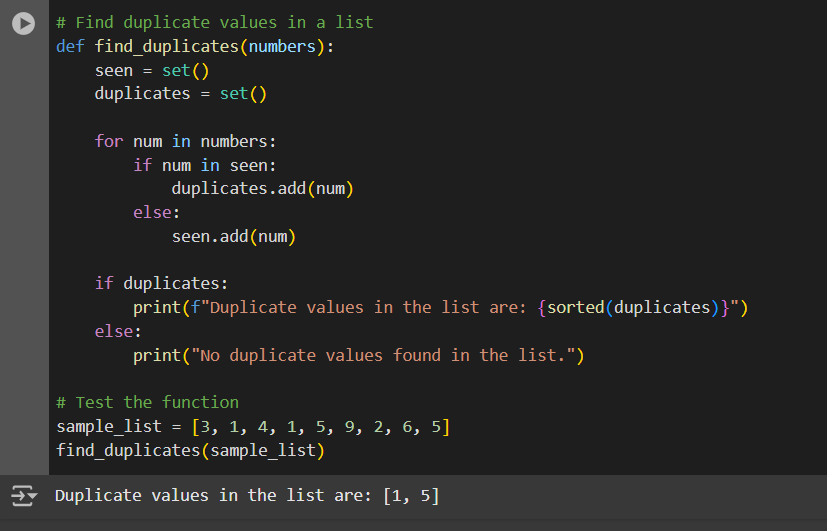 # Find duplicate values in a list
def find_duplicates(numbers):
    seen = set()
    duplicates = set()

    for num in numbers:
        if num in seen:
            duplicates.add(num)
        else:
            seen.add(num)

    if duplicates:
        print(f"Duplicate values in the list are: {sorted(duplicates)}")
    else:
        print("No duplicate values found in the list.")

# Test the function
sample_list = [3, 1, 4, 1, 5, 9, 2, 6, 5]
find_duplicates(sample_list)
Duplicate values in the list are: [1, 5]